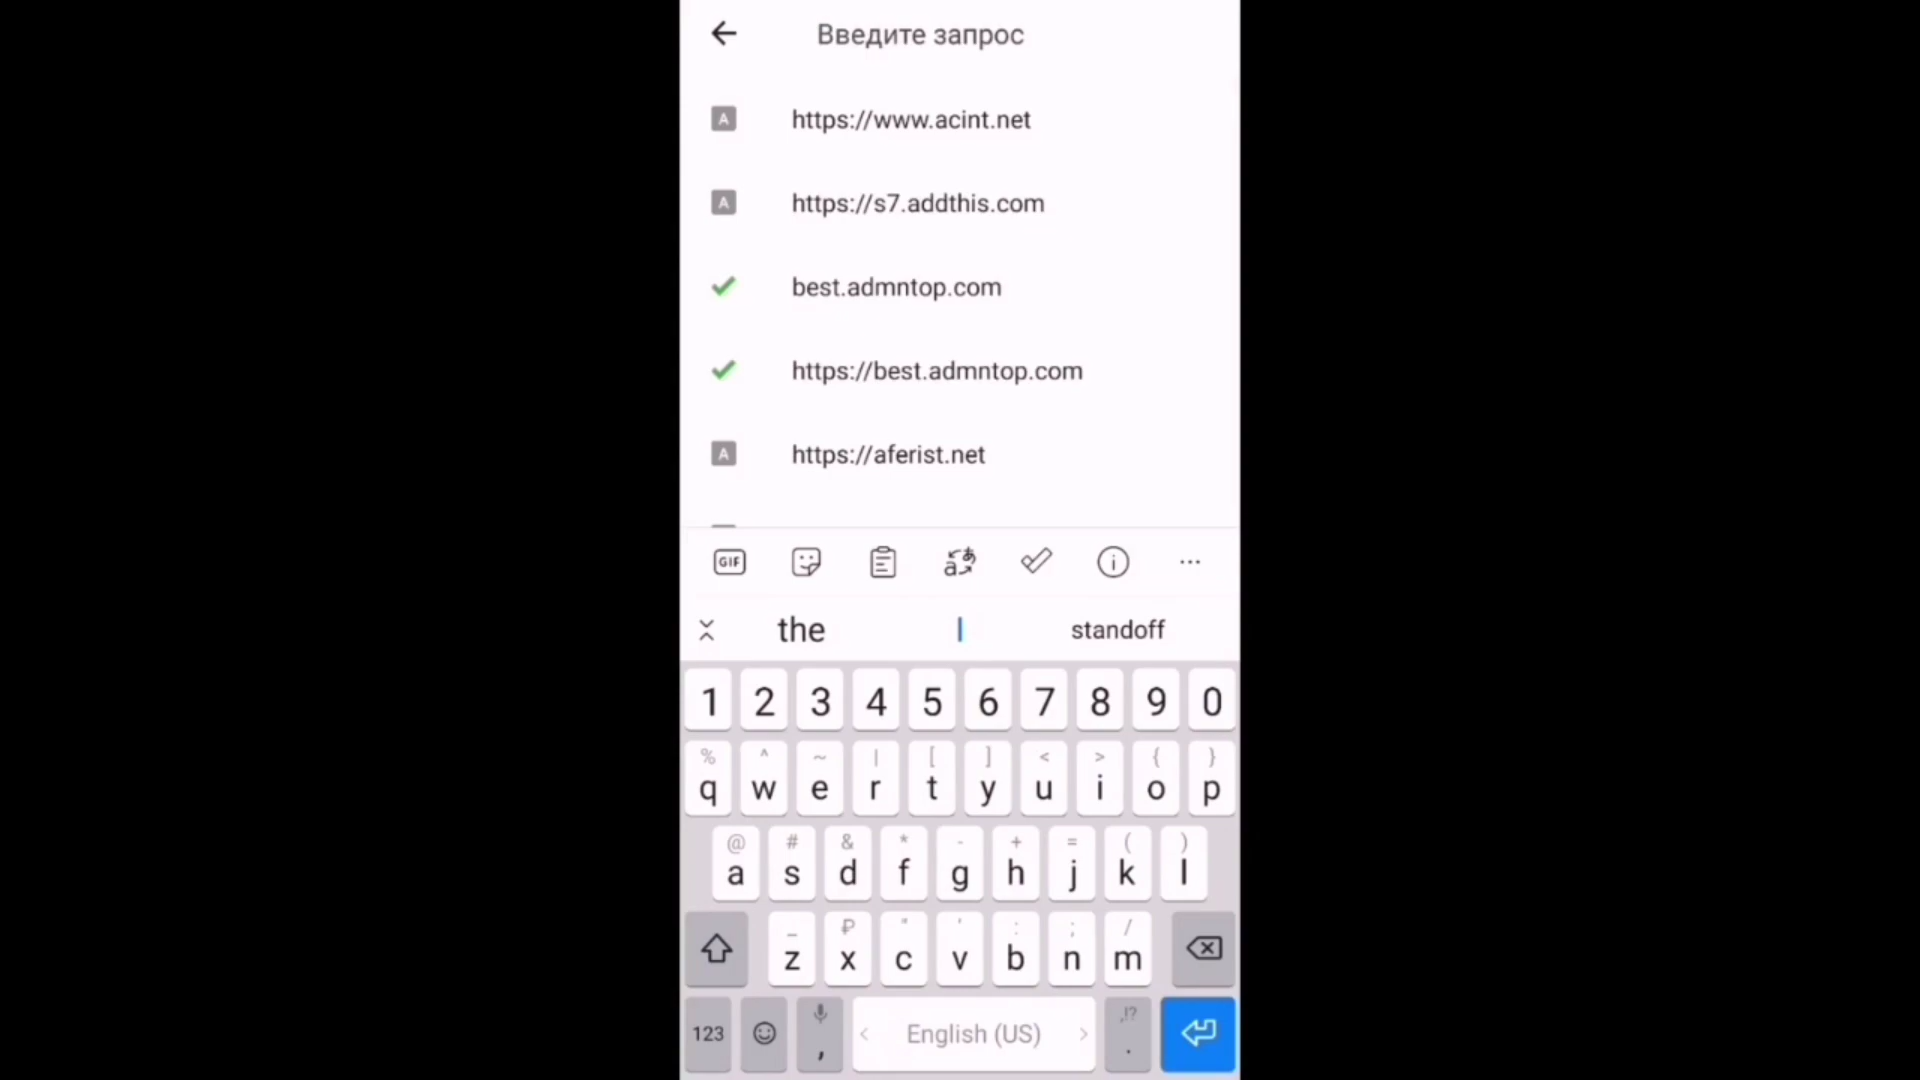 Введите запрос
A https://www.acint.net
A https://s7.addthis.com
best.admntop.com
https://best.admntop.com
A https://aferist.net
GIF
the standoff
1 2 3 4 5 6 7 8 9 0
% ^ ~ | [ ] < > { }
q w e r t y u i o p
@ # & * - + = ( )
a s d f g h j k l
_ ₽ " ' : ; /
z x c v b n m
,!?
123 , < English (US) > .